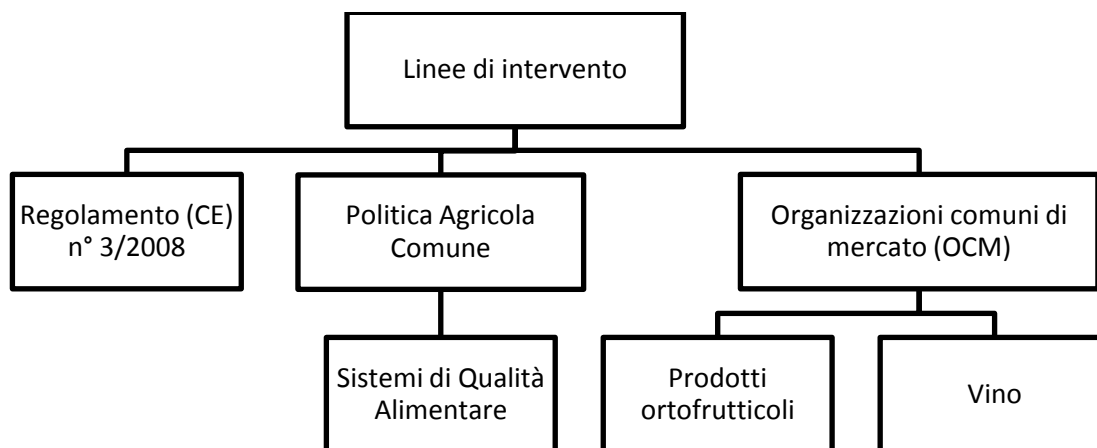 Linee di intervento
Regolamento (CE)
n° 3/2008
Politica Agricola
Comune
Organizzazioni comuni di
mercato (OCM)
Sistemi di Qualità
Alimentare
Prodotti
ortofrutticoli
Vino